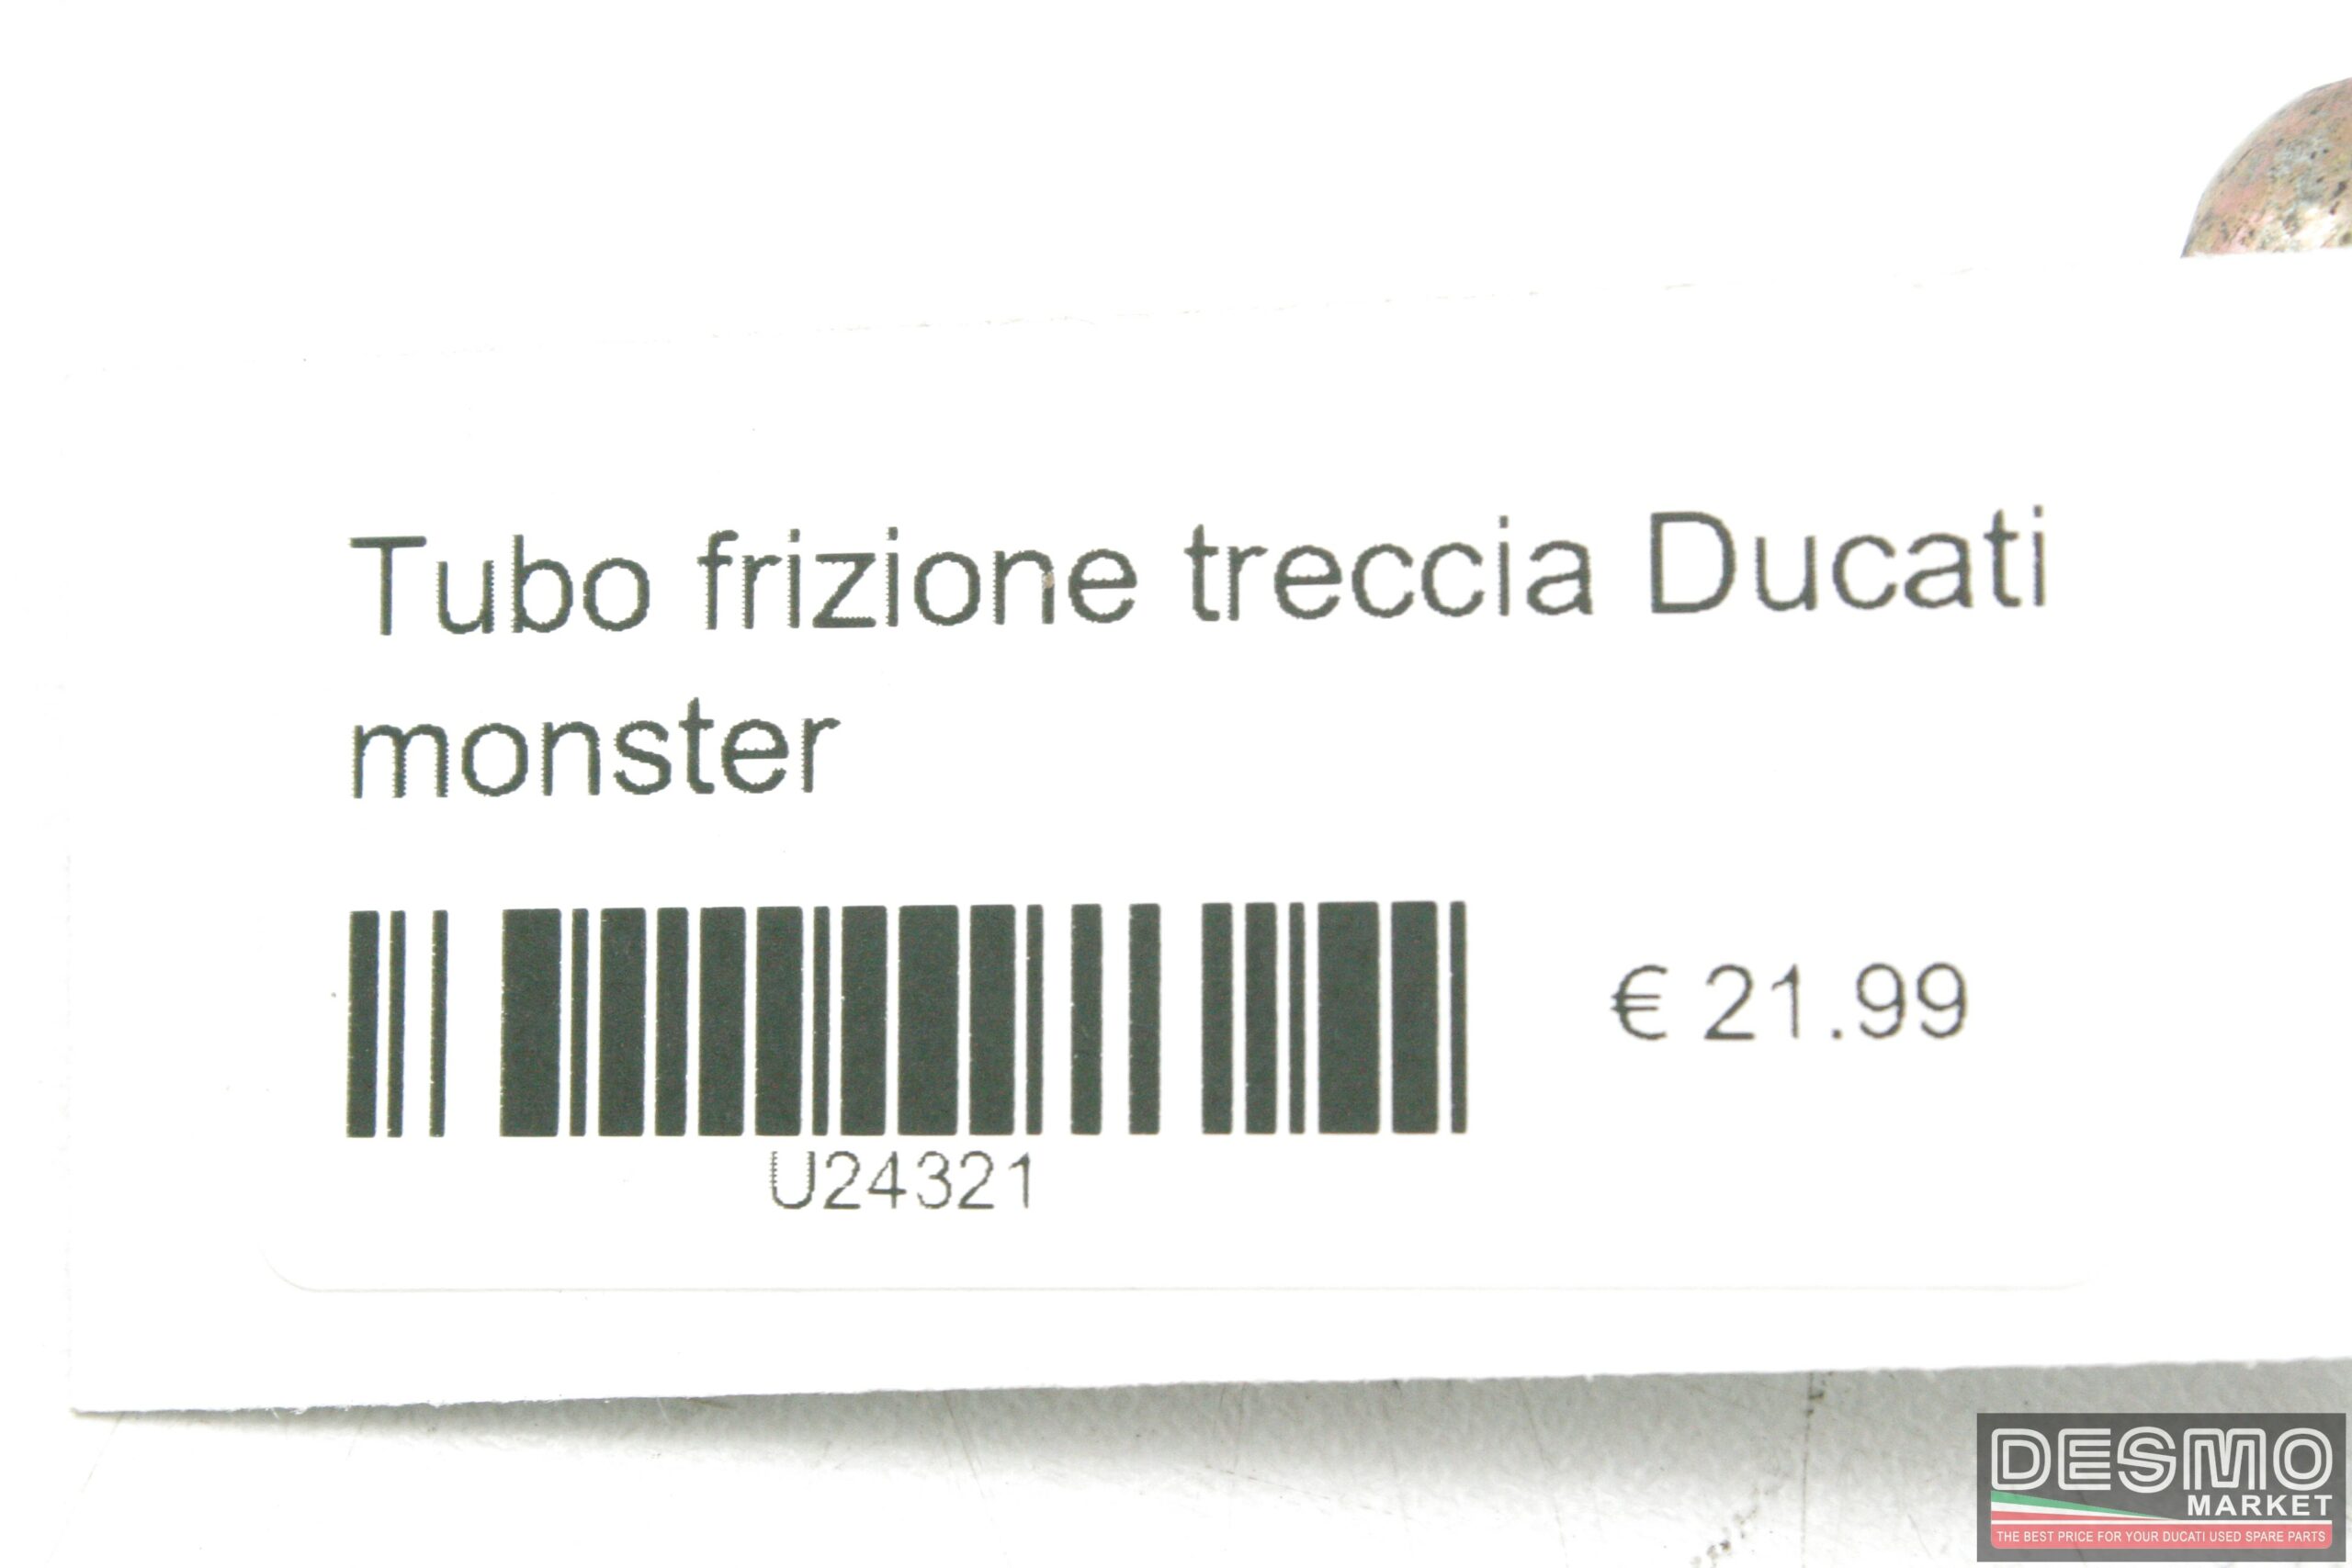 Tubo frizione treccia Ducati
monster
€ 21.99
U24321
DESMO
MARKET
THE BEST PRICE FOR YOUR DUCATI USED SPARE PARTS